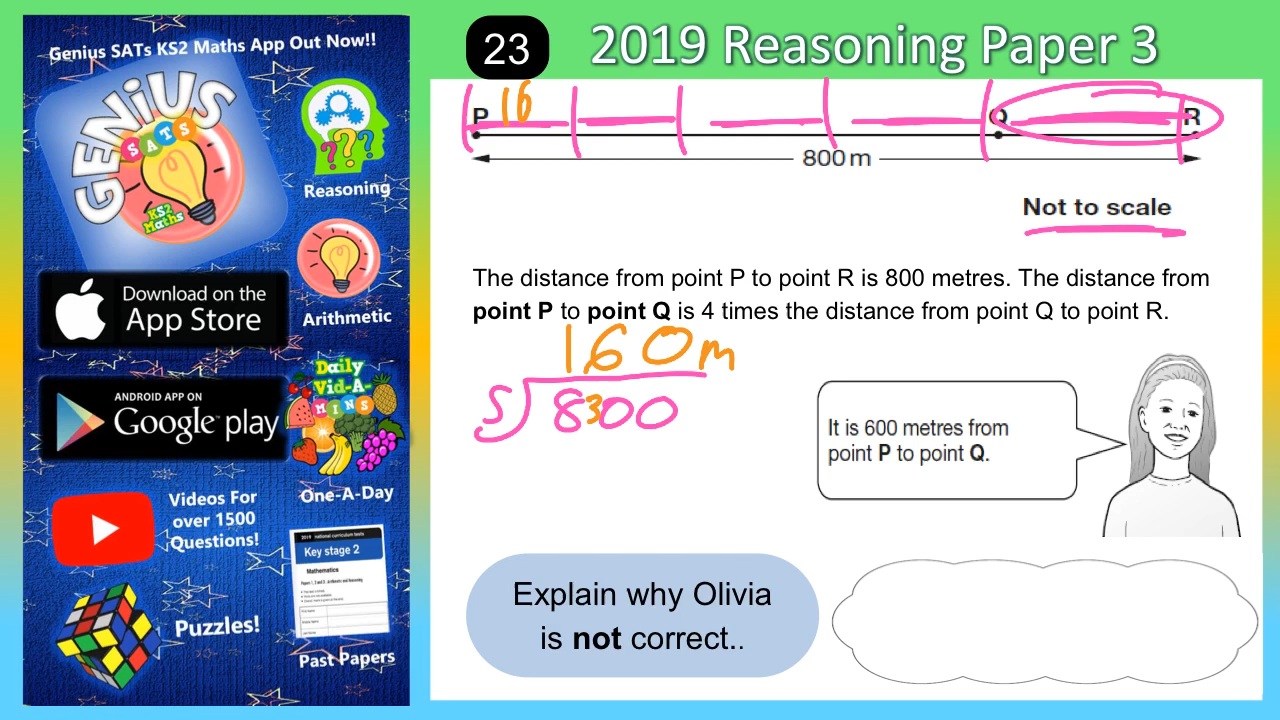 Genius SATs KS2 Maths App Out Now!!
GENiUS
SATS
KS2
Maths
Reasoning
Arithmetic
Download on the
App Store
ANDROID APP ON
Google play
Daily
Vid-A-
MINS
One-A-Day
Videos For
over 1500
Questions!
Key stage 2
Mathematics
Puzzles!
Past Papers
23
2019 Reasoning Paper 3
P 16 Q R
800 m
Not to scale
The distance from point P to point R is 800 metres. The distance from
point P to point Q is 4 times the distance from point Q to point R.
160m
5 8300
It is 600 metres from
point P to point Q.
Explain why Olivia
is not correct..